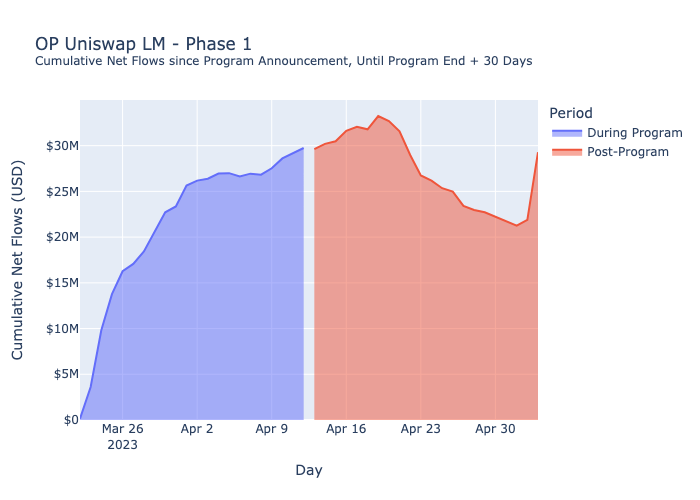 OP Uniswap LM - Phase 1
Cumulative Net Flows since Program Announcement, Until Program End + 30 Days
Period
During Program
Post-Program
Cumulative Net Flows (USD)
$30M
$25M
$20M
$15M
$10M
$5M
$0
Mar 26
2023
Apr 2
Apr 9
Apr 16
Apr 23
Apr 30
Day